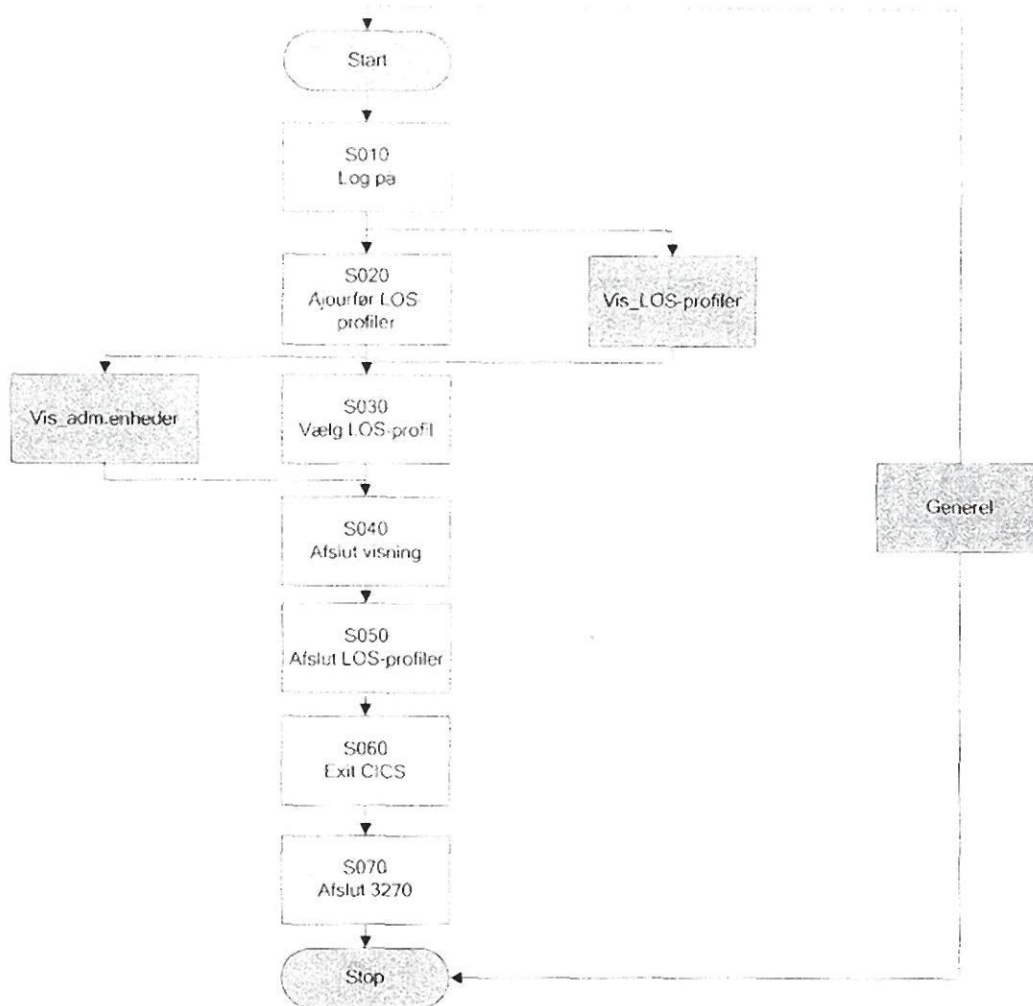 Start
S010
Log på
S020
Ajourfør LOS
profiler
Vis_LOS-profiler
Vis_adm.enheder
S030
Vælg LOS-profil
Generel
S040
Afslut visning
S050
Afslut LOS-profiler
S060
Exit CICS
S070
Afslut 3270
Stop